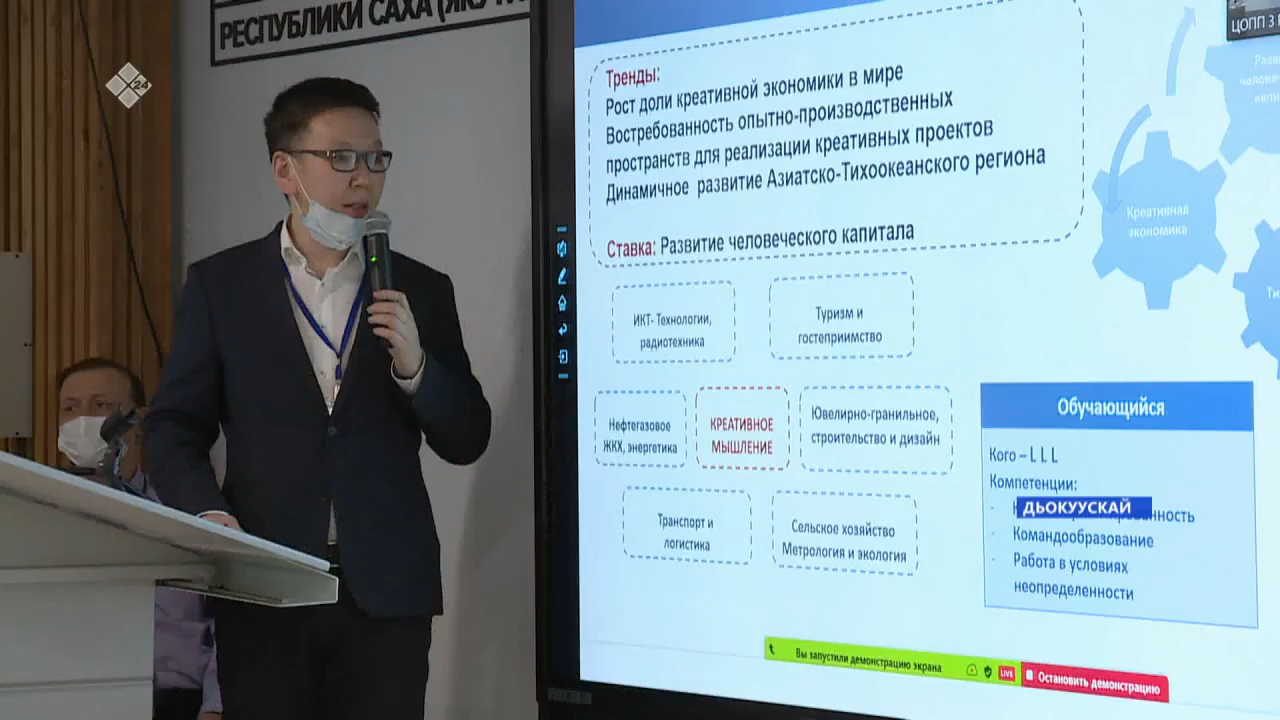 РЕСПУБЛИКИ САХА (ЯКУТИ
24
ЦОПП
Тренды:
Рост доли креативной экономики в мире
Востребованность опытно-производственных
пространств для реализации креативных проектов
Динамичное развитие Азиатско-Тихоокеанского региона
Ставка: Развитие человеческого капитала
Креативная
экономика
ИКТ- Технологии,
радиотехника
Туризм и
гостеприимство
Нефтегазовое
ЖКХ, энергетика
КРЕАТИВНОЕ
МЫШЛЕНИЕ
Ювелирно-гранильное,
строительство и дизайн
Транспорт и
логистика
Сельское хозяйство
Метрология и экология
Обучающийся
Кого – L L L
Компетенции:
ДЬОКУУСКАЙ
- Командообразование
- Работа в условиях
неопределенности
Вы запустили демонстрацию экрана
LIVE
Остановить демонстрацию